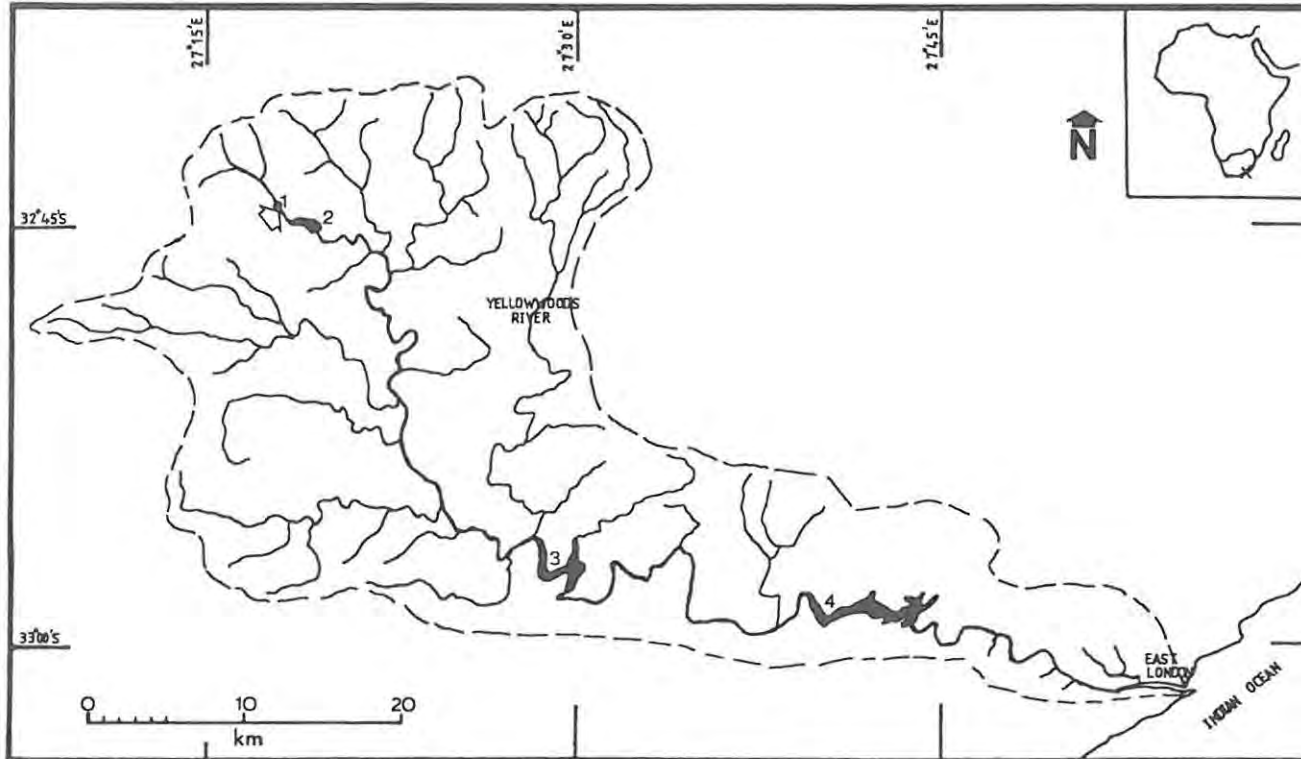 27°15'E
27°30'E
27°45'E
N
1
2
32°45'S
YELLOWWOODS
RIVER
3
4
33°00'S
EAST
LONDON
INDIAN OCEAN
0 10 20
km